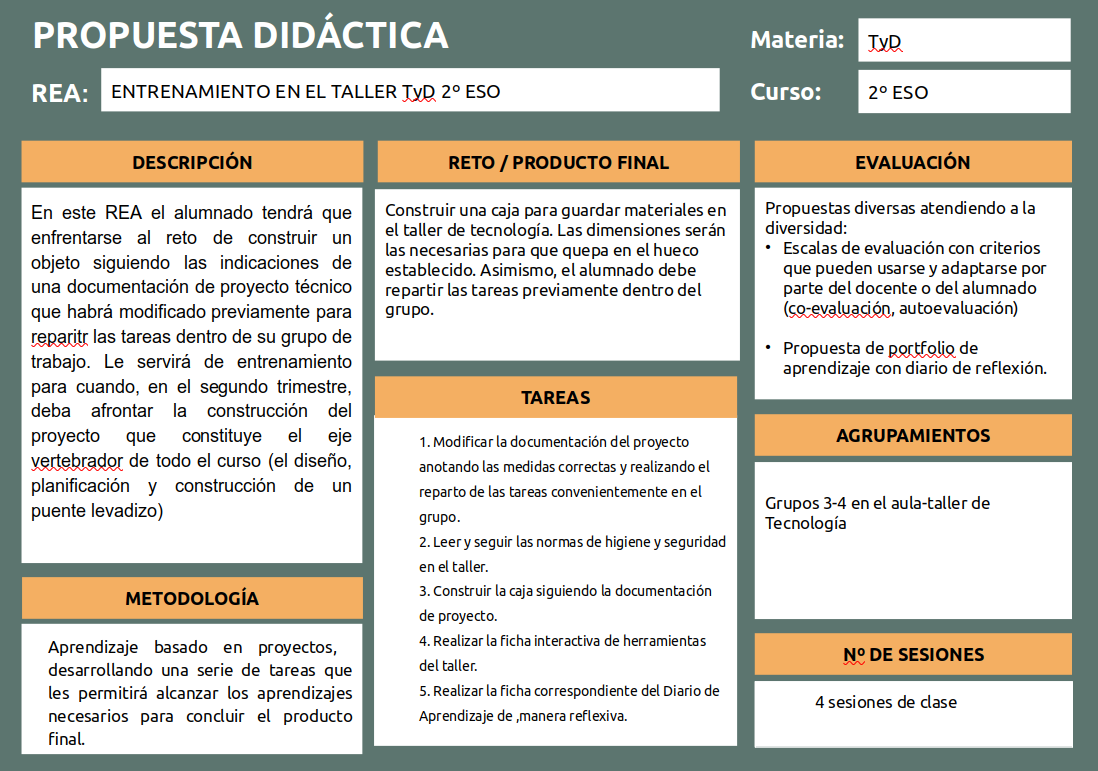 PROPUESTA DIDÁCTICA
Materia:
TyD
REA:
ENTRENAMIENTO EN EL TALLER TyD 2º ESO
Curso:
2º ESO
DESCRIPCIÓN
En este REA el alumnado tendrá que
enfrentarse al reto de construir un
objeto siguiendo las indicaciones de
una documentación de proyecto técnico
que habrá modificado previamente para
reparitr las tareas dentro de su grupo de
trabajo. Le servirá de entrenamiento
para cuando, en el segundo trimestre,
deba afrontar la construcción del
proyecto que constituye el eje
vertebrador de todo el curso (el diseño,
planificación y construcción de un
puente levadizo)
METODOLOGÍA
Aprendizaje basado en proyectos,
desarrollando una serie de tareas que
les permitirá alcanzar los aprendizajes
necesarios para concluir el producto
final.
RETO / PRODUCTO FINAL
Construir una caja para guardar materiales en
el taller de tecnología. Las dimensiones serán
las necesarias para que quepa en el hueco
establecido. Asimismo, el alumnado debe
repartir las tareas previamente dentro del
grupo.
TAREAS
1. Modificar la documentación del proyecto
anotando las medidas correctas y realizando el
reparto de las tareas convenientemente en el
grupo.
2. Leer y seguir las normas de higiene y seguridad
en el taller.
3. Construir la caja siguiendo la documentación
de proyecto.
4. Realizar la ficha interactiva de herramientas
del taller.
5. Realizar la ficha correspondiente del Diario de
Aprendizaje de ,manera reflexiva.
EVALUACIÓN
Propuestas diversas atendiendo a la
diversidad:
• Escalas de evaluación con criterios
que pueden usarse y adaptarse por
parte del docente o del alumnado
(co-evaluación, autoevaluación)
• Propuesta de portfolio de
aprendizaje con diario de reflexión.
AGRUPAMIENTOS
Grupos 3-4 en el aula-taller de
Tecnología
Nº DE SESIONES
4 sesiones de clase